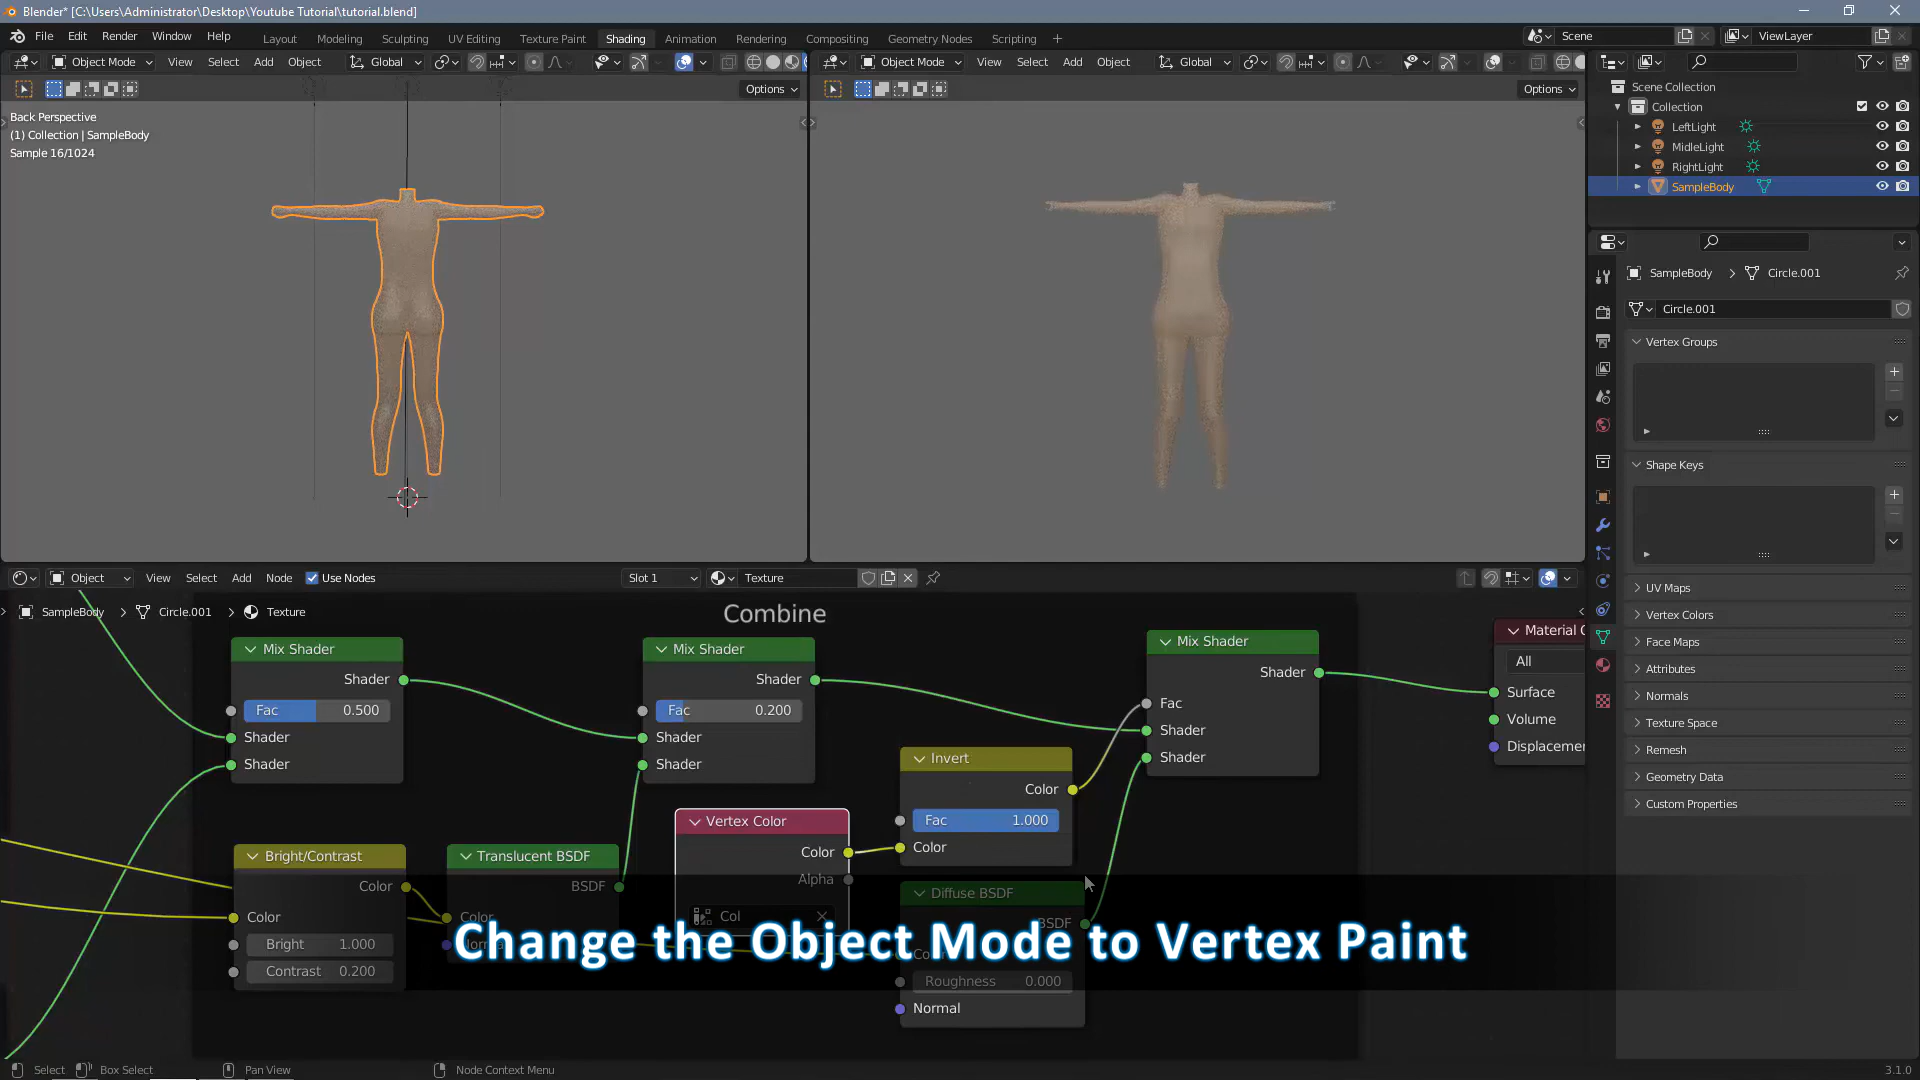 Blender* [C:\Users\Administrator\Desktop\Youtube Tutorial\tutorial.blend]
File Edit Render Window Help
Layout Modeling Sculpting UV Editing Texture Paint Shading Animation Rendering Compositing Geometry Nodes Scripting +
Scene ViewLayer
Object Mode View Select Add Object Global
Object Mode View Select Add Object Global
Options
Options
Back Perspective
(1) Collection | SampleBody
Sample 16/1024
Scene Collection
Collection
LeftLight
MidleLight
RightLight
SampleBody
SampleBody Circle.001
Circle.001
Vertex Groups
Shape Keys
UV Maps
Vertex Colors
Face Maps
Attributes
Normals
Texture Space
Remesh
Geometry Data
Custom Properties
Object View Select Add Node Use Nodes Slot 1 Texture
SampleBody Circle.001 Texture
Combine
Mix Shader
Shader
Fac 0.500
Shader
Shader
Mix Shader
Shader
Fac 0.200
Shader
Shader
Mix Shader
Shader
Fac
Shader
Shader
Material O
All
Surface
Volume
Displacemen
Invert
Color
Fac 1.000
Color
Vertex Color
Color
Alpha
Col
Bright/Contrast
Color
Color
Bright 1.000
Contrast 0.200
Translucent BSDF
BSDF
Color
Diffuse BSDF
BSDF
Roughness 0.000
Normal
Change the Object Mode to Vertex Paint
Select Box Select Pan View Node Context Menu 3.1.0